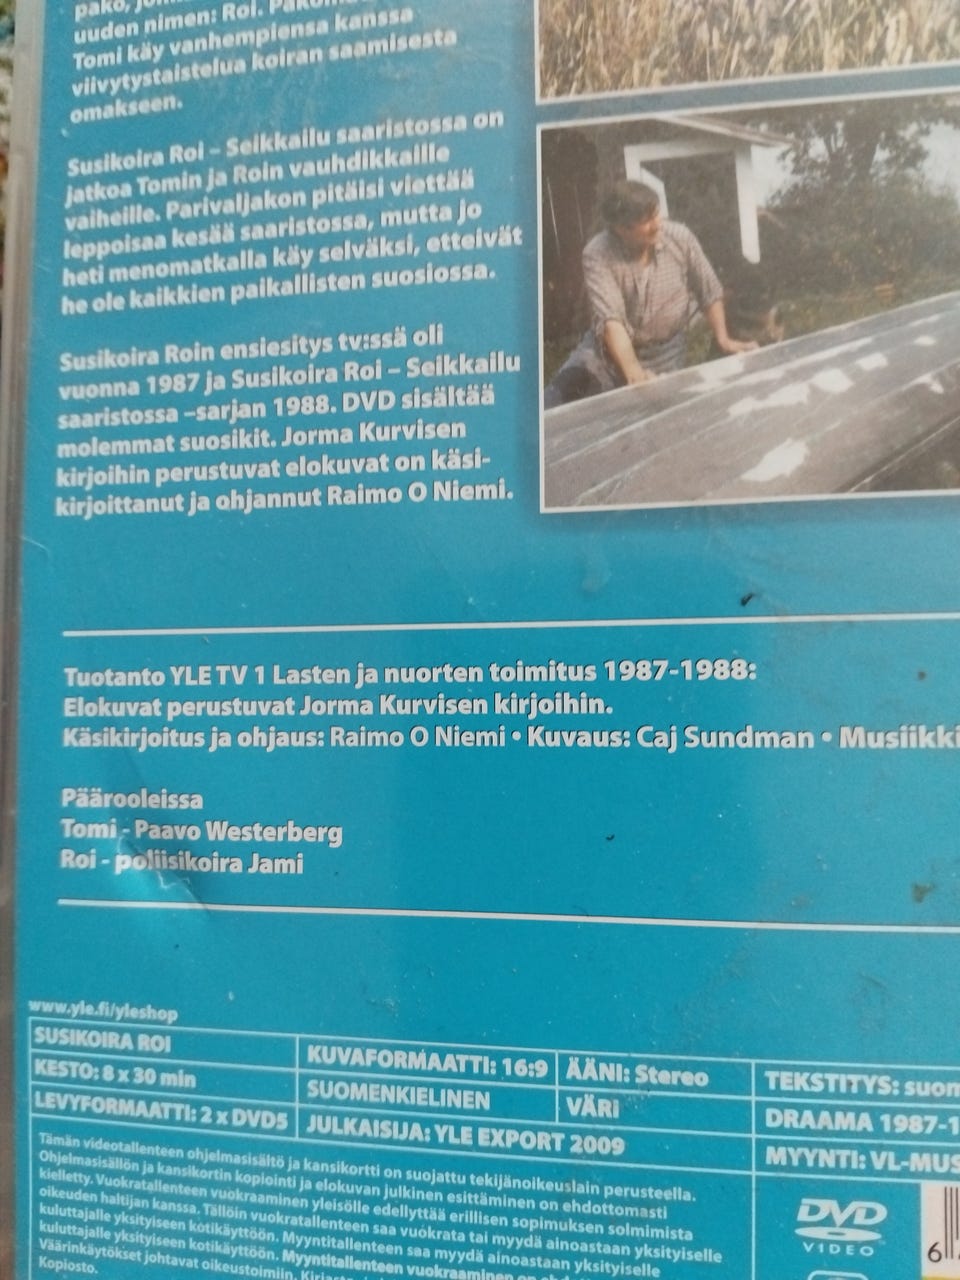 uuden nimen: Roi.
Tomi käy vanhempiensa kanssa
viivytystaistelua koiran saamisesta
omakseen.
Susikoira Roi – Seikkailu saaristossa on
jatkoa Tomin ja Roin vauhdikkaille
vaiheille. Parivaljakon pitäisi viettää
leppoisaa kesää saaristossa, mutta jo
heti menomatkalla käy selväksi, etteivät
he ole kaikkien paikallisten suosiossa.
Susikoira Roin ensiesitys tv:ssä oli
vuonna 1987 ja Susikoira Roi – Seikkailu
saaristossa –sarjan 1988. DVD sisältää
molemmat suosikit. Jorma Kurvisen
kirjoihin perustuvat elokuvat on käsi-
kirjoittanut ja ohjannut Raimo O Niemi.
Tuotanto YLE TV 1 Lasten ja nuorten toimitus 1987-1988:
Elokuvat perustuvat Jorma Kurvisen kirjoihin.
Käsikirjoitus ja ohjaus: Raimo O Niemi • Kuvaus: Caj Sundman • Musiikki
Päärooleissa
Tomi - Paavo Westerberg
Roi - poliisikoira Jami
www.yle.fi/yleshop
SUSIKOIRA ROI
KESTO: 8 x 30 min
LEVYFORMAATTI: 2 x DVD5
KUVAFORMAATTI: 16:9
SUOMENKIELINEN
JULKAISIJA: YLE EXPORT 2009
ÄÄNI: Stereo
VÄRI
TEKSTITYS: suom
DRAAMA 1987-1
MYYNTI: VL-MUS
Tämän videotallenteen ohjelmasisältö ja kansikortti on suojattu tekijänoikeuslain perusteella.
Ohjelmasisällön ja kansikortin kopiointi ja elokuvan julkinen esittäminen on ehdottomasti
kielletty. Vuokratallenteen vuokraaminen yleisölle edellyttää erillisen sopimuksen solmimista
oikeuden haltijan kanssa. Tällöin vuokratallenteen saa vuokrata tai myydä ainoastaan yksityiselle
kuluttajalle yksityiseen kotikäyttöön. Myyntitallenteen saa myydä ainoastaan yksityiselle
kuluttajalle yksityiseen kotikäyttöön. Myyntitallenteen vuokraaminen on
Väärinkäytökset johtavat oikeustoimiin.
Kopiosto.
DVD
VIDEO
6